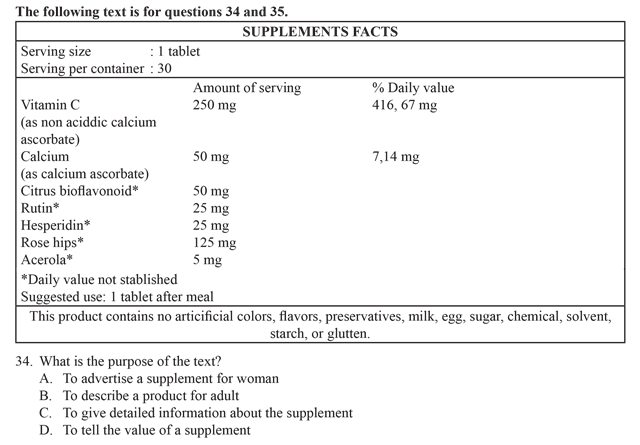 The following text is for questions 34 and 35.
SUPPLEMENTS FACTS
Serving size : 1 tablet
Serving per container : 30
Amount of serving % Daily value
Vitamin C 250 mg 416, 67 mg
(as non aciddic calcium
ascorbate)
Calcium 50 mg 7,14 mg
(as calcium ascorbate)
Citrus bioflavonoid* 50 mg
Rutin* 25 mg
Hesperidin* 25 mg
Rose hips* 125 mg
Acerola* 5 mg
*Daily value not stablished
Suggested use: 1 tablet after meal
This product contains no articificial colors, flavors, preservatives, milk, egg, sugar, chemical, solvent,
starch, or glutten.
34. What is the purpose of the text?
A. To advertise a supplement for woman
B. To describe a product for adult
C. To give detailed information about the supplement
D. To tell the value of a supplement